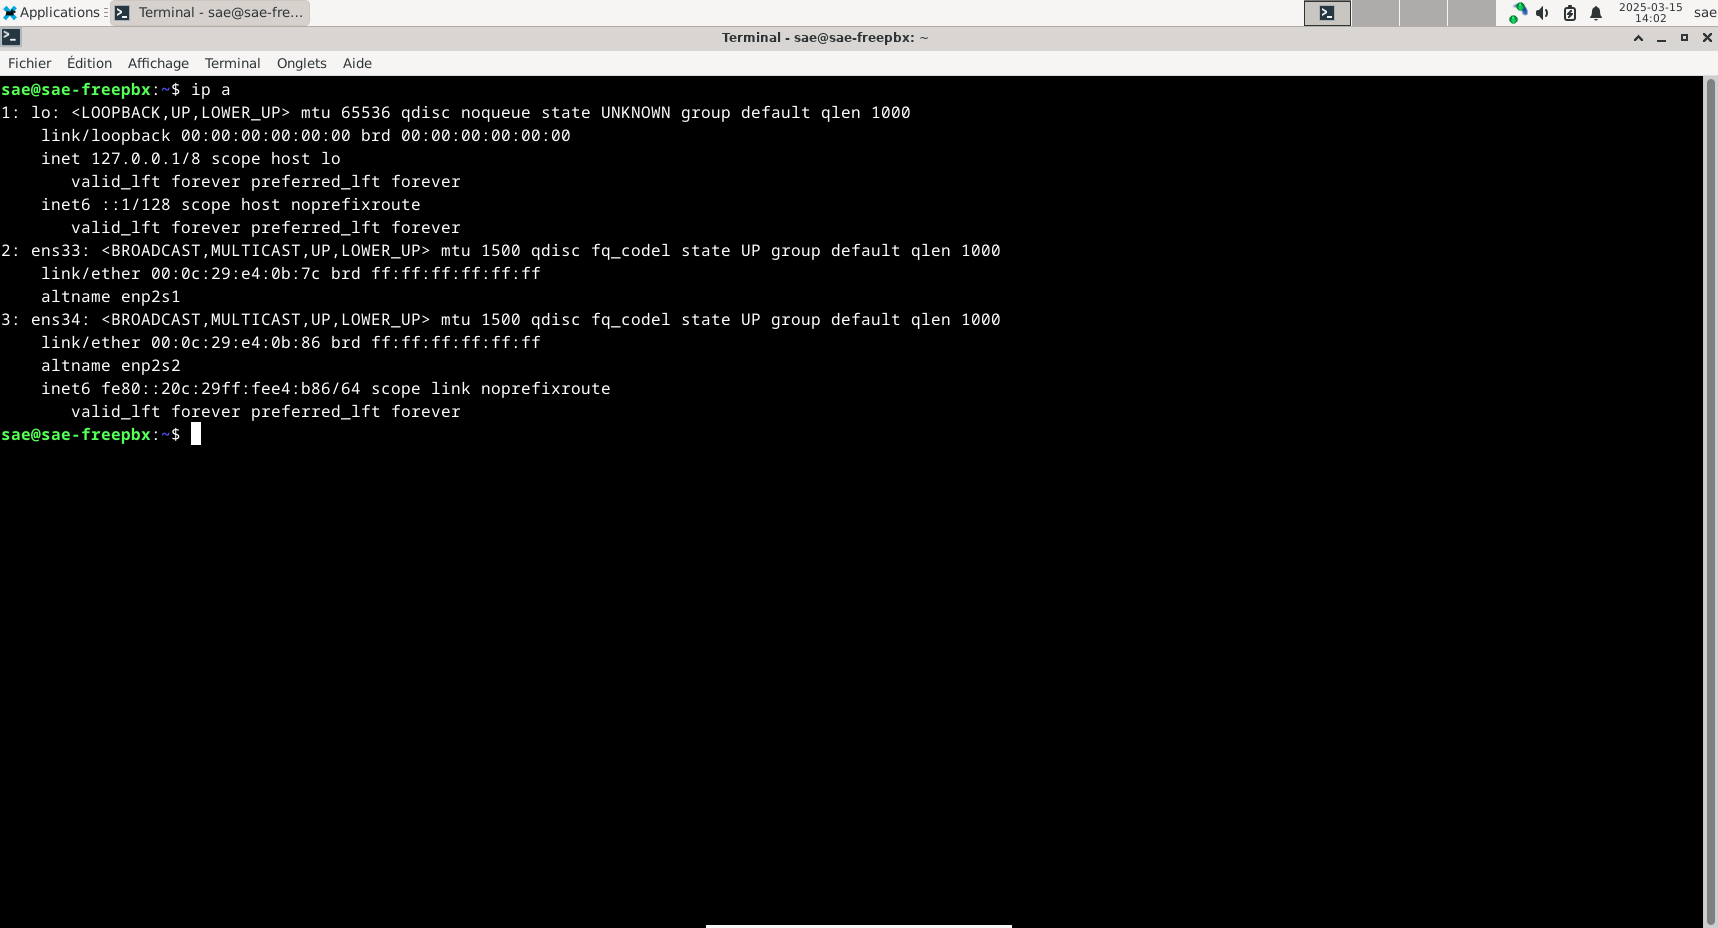 Applications
Terminal - sae@sae-fre...
2025-03-15
14:02
sae
Terminal - sae@sae-freepbx: ~
Fichier Édition Affichage Terminal Onglets Aide
sae@sae-freepbx:~$ ip a
1: lo: <LOOPBACK,UP,LOWER_UP> mtu 65536 qdisc noqueue state UNKNOWN group default qlen 1000
    link/loopback 00:00:00:00:00:00 brd 00:00:00:00:00:00
    inet 127.0.0.1/8 scope host lo
       valid_lft forever preferred_lft forever
    inet6 ::1/128 scope host noprefixroute
       valid_lft forever preferred_lft forever
2: ens33: <BROADCAST,MULTICAST,UP,LOWER_UP> mtu 1500 qdisc fq_codel state UP group default qlen 1000
    link/ether 00:0c:29:e4:0b:7c brd ff:ff:ff:ff:ff:ff
    altname enp2s1
3: ens34: <BROADCAST,MULTICAST,UP,LOWER_UP> mtu 1500 qdisc fq_codel state UP group default qlen 1000
    link/ether 00:0c:29:e4:0b:86 brd ff:ff:ff:ff:ff:ff
    altname enp2s2
    inet6 fe80::20c:29ff:fee4:b86/64 scope link noprefixroute
       valid_lft forever preferred_lft forever
sae@sae-freepbx:~$